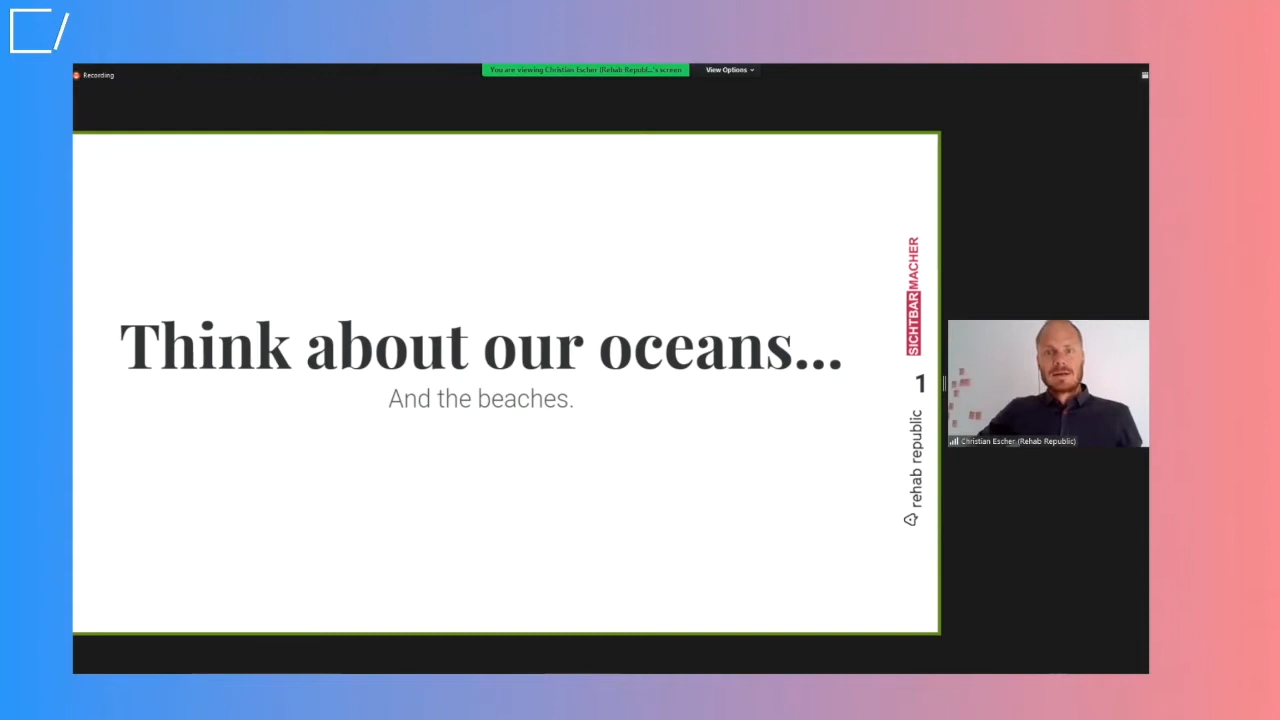 Recording
You are viewing Christian Escher (Rehab Republ...'s screen
View Options
Think about our oceans...
And the beaches.
SICHTBARMACHER
1
rehab republic
Christian Escher (Rehab Republic)